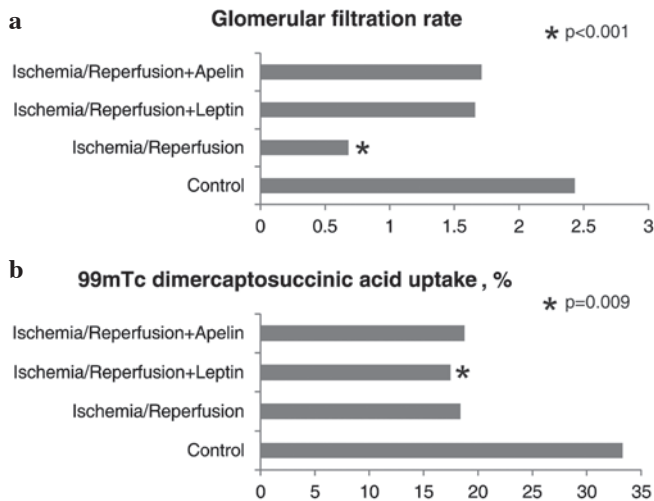 a
Glomerular filtration rate
* p<0.001
Ischemia/Reperfusion+Apelin
Ischemia/Reperfusion+Leptin
Ischemia/Reperfusion *
Control
0 0.5 1 1.5 2 2.5 3
b
99mTc dimercaptosuccinic acid uptake , %
* p=0.009
Ischemia/Reperfusion+Apelin
Ischemia/Reperfusion+Leptin *
Ischemia/Reperfusion
Control
0 5 10 15 20 25 30 35